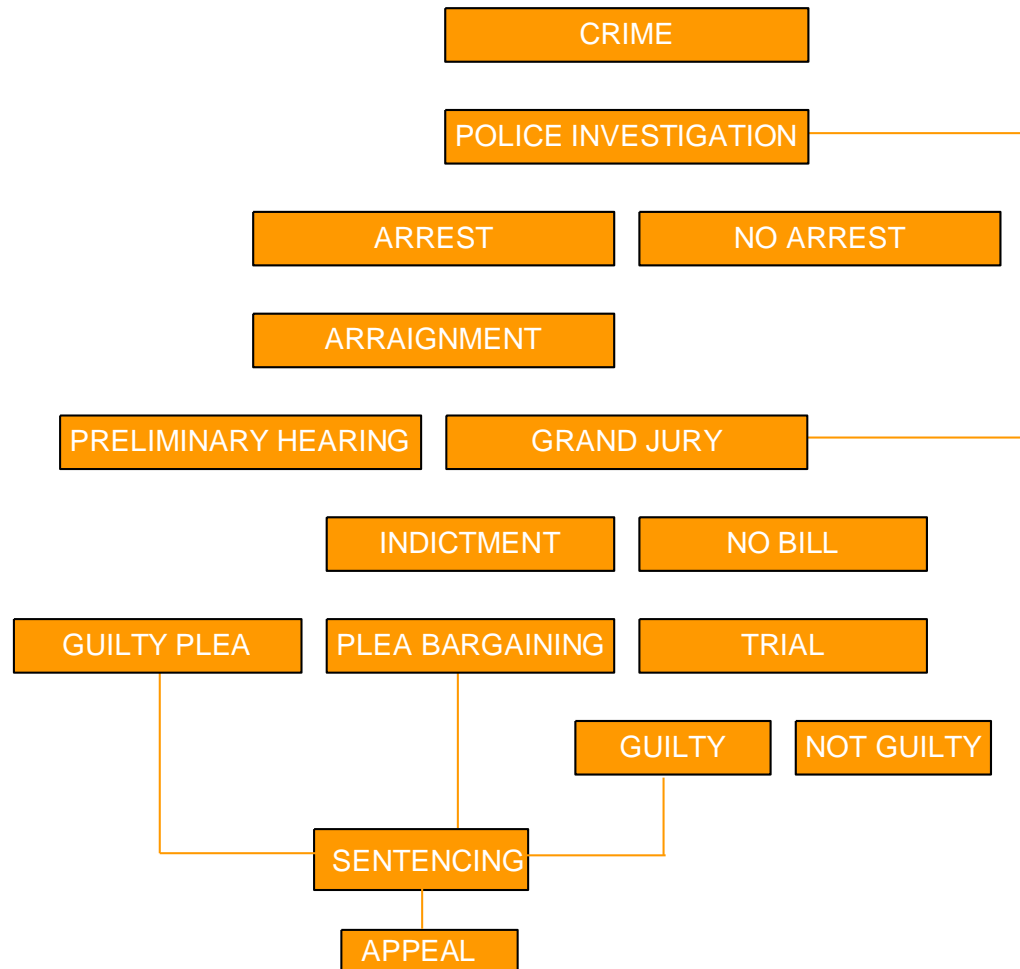 CRIME
POLICE INVESTIGATION
ARREST
NO ARREST
ARRAIGNMENT
PRELIMINARY HEARING
GRAND JURY
INDICTMENT
NO BILL
GUILTY PLEA
PLEA BARGAINING
TRIAL
GUILTY
NOT GUILTY
SENTENCING
APPEAL